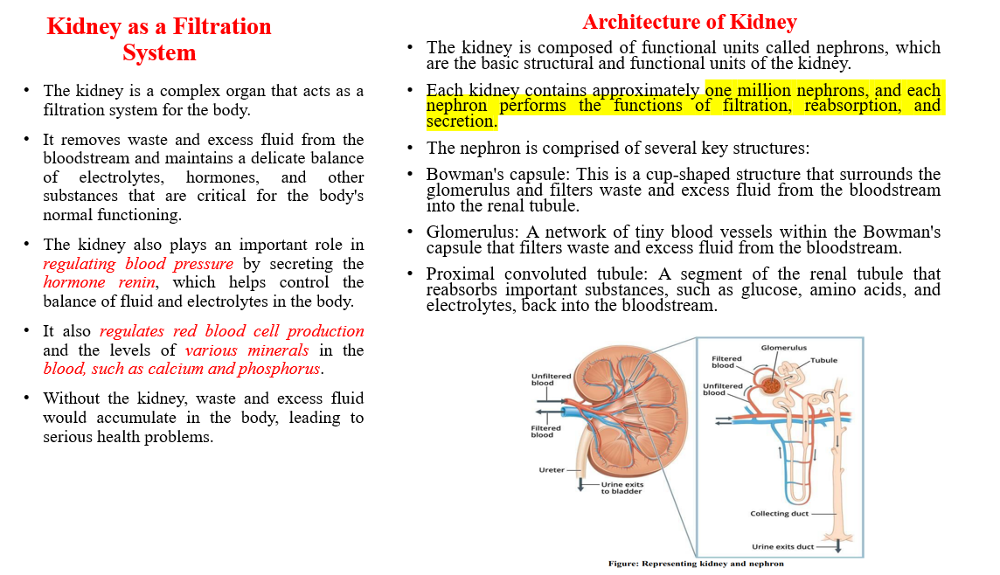 Kidney as a Filtration
System
• The kidney is a complex organ that acts as a
filtration system for the body.
• It removes waste and excess fluid from the
bloodstream and maintains a delicate balance
of electrolytes, hormones, and other
substances that are critical for the body's
normal functioning.
• The kidney also plays an important role in
regulating blood pressure by secreting the
hormone renin, which helps control the
balance of fluid and electrolytes in the body.
• It also regulates red blood cell production
and the levels of various minerals in the
blood, such as calcium and phosphorus.
• Without the kidney, waste and excess fluid
would accumulate in the body, leading to
serious health problems.
Architecture of Kidney
• The kidney is composed of functional units called nephrons, which
are the basic structural and functional units of the kidney.
• Each kidney contains approximately one million nephrons, and each
nephron performs the functions of filtration, reabsorption, and
secretion.
• The nephron is comprised of several key structures:
• Bowman's capsule: This is a cup-shaped structure that surrounds the
glomerulus and filters waste and excess fluid from the bloodstream
into the renal tubule.
• Glomerulus: A network of tiny blood vessels within the Bowman's
capsule that filters waste and excess fluid from the bloodstream.
• Proximal convoluted tubule: A segment of the renal tubule that
reabsorbs important substances, such as glucose, amino acids, and
electrolytes, back into the bloodstream.
Unfiltered
blood
Filtered
blood
Ureter
Urine exits
to bladder
Glomerulus
Filtered
blood
Tubule
Unfiltered
blood
Collecting duct
Urine exits duct
Figure: Representing kidney and nephron